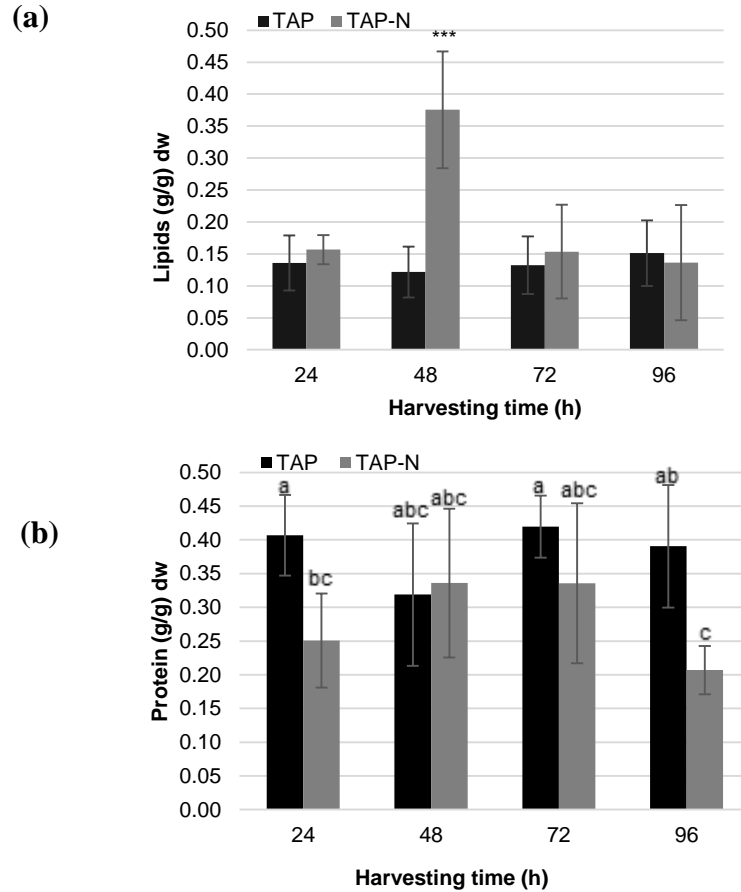 (a)
TAP TAP-N
***
0.50
0.45
0.40
0.35
0.30
0.25
0.20
0.15
0.10
0.05
0.00
Lipids (g/g) dw
24 48 72 96
Harvesting time (h)
(b)
TAP TAP-N
0.50
0.45
0.40
0.35
0.30
0.25
0.20
0.15
0.10
0.05
0.00
Protein (g/g) dw
a bc abc abc a abc ab c
24 48 72 96
Harvesting time (h)